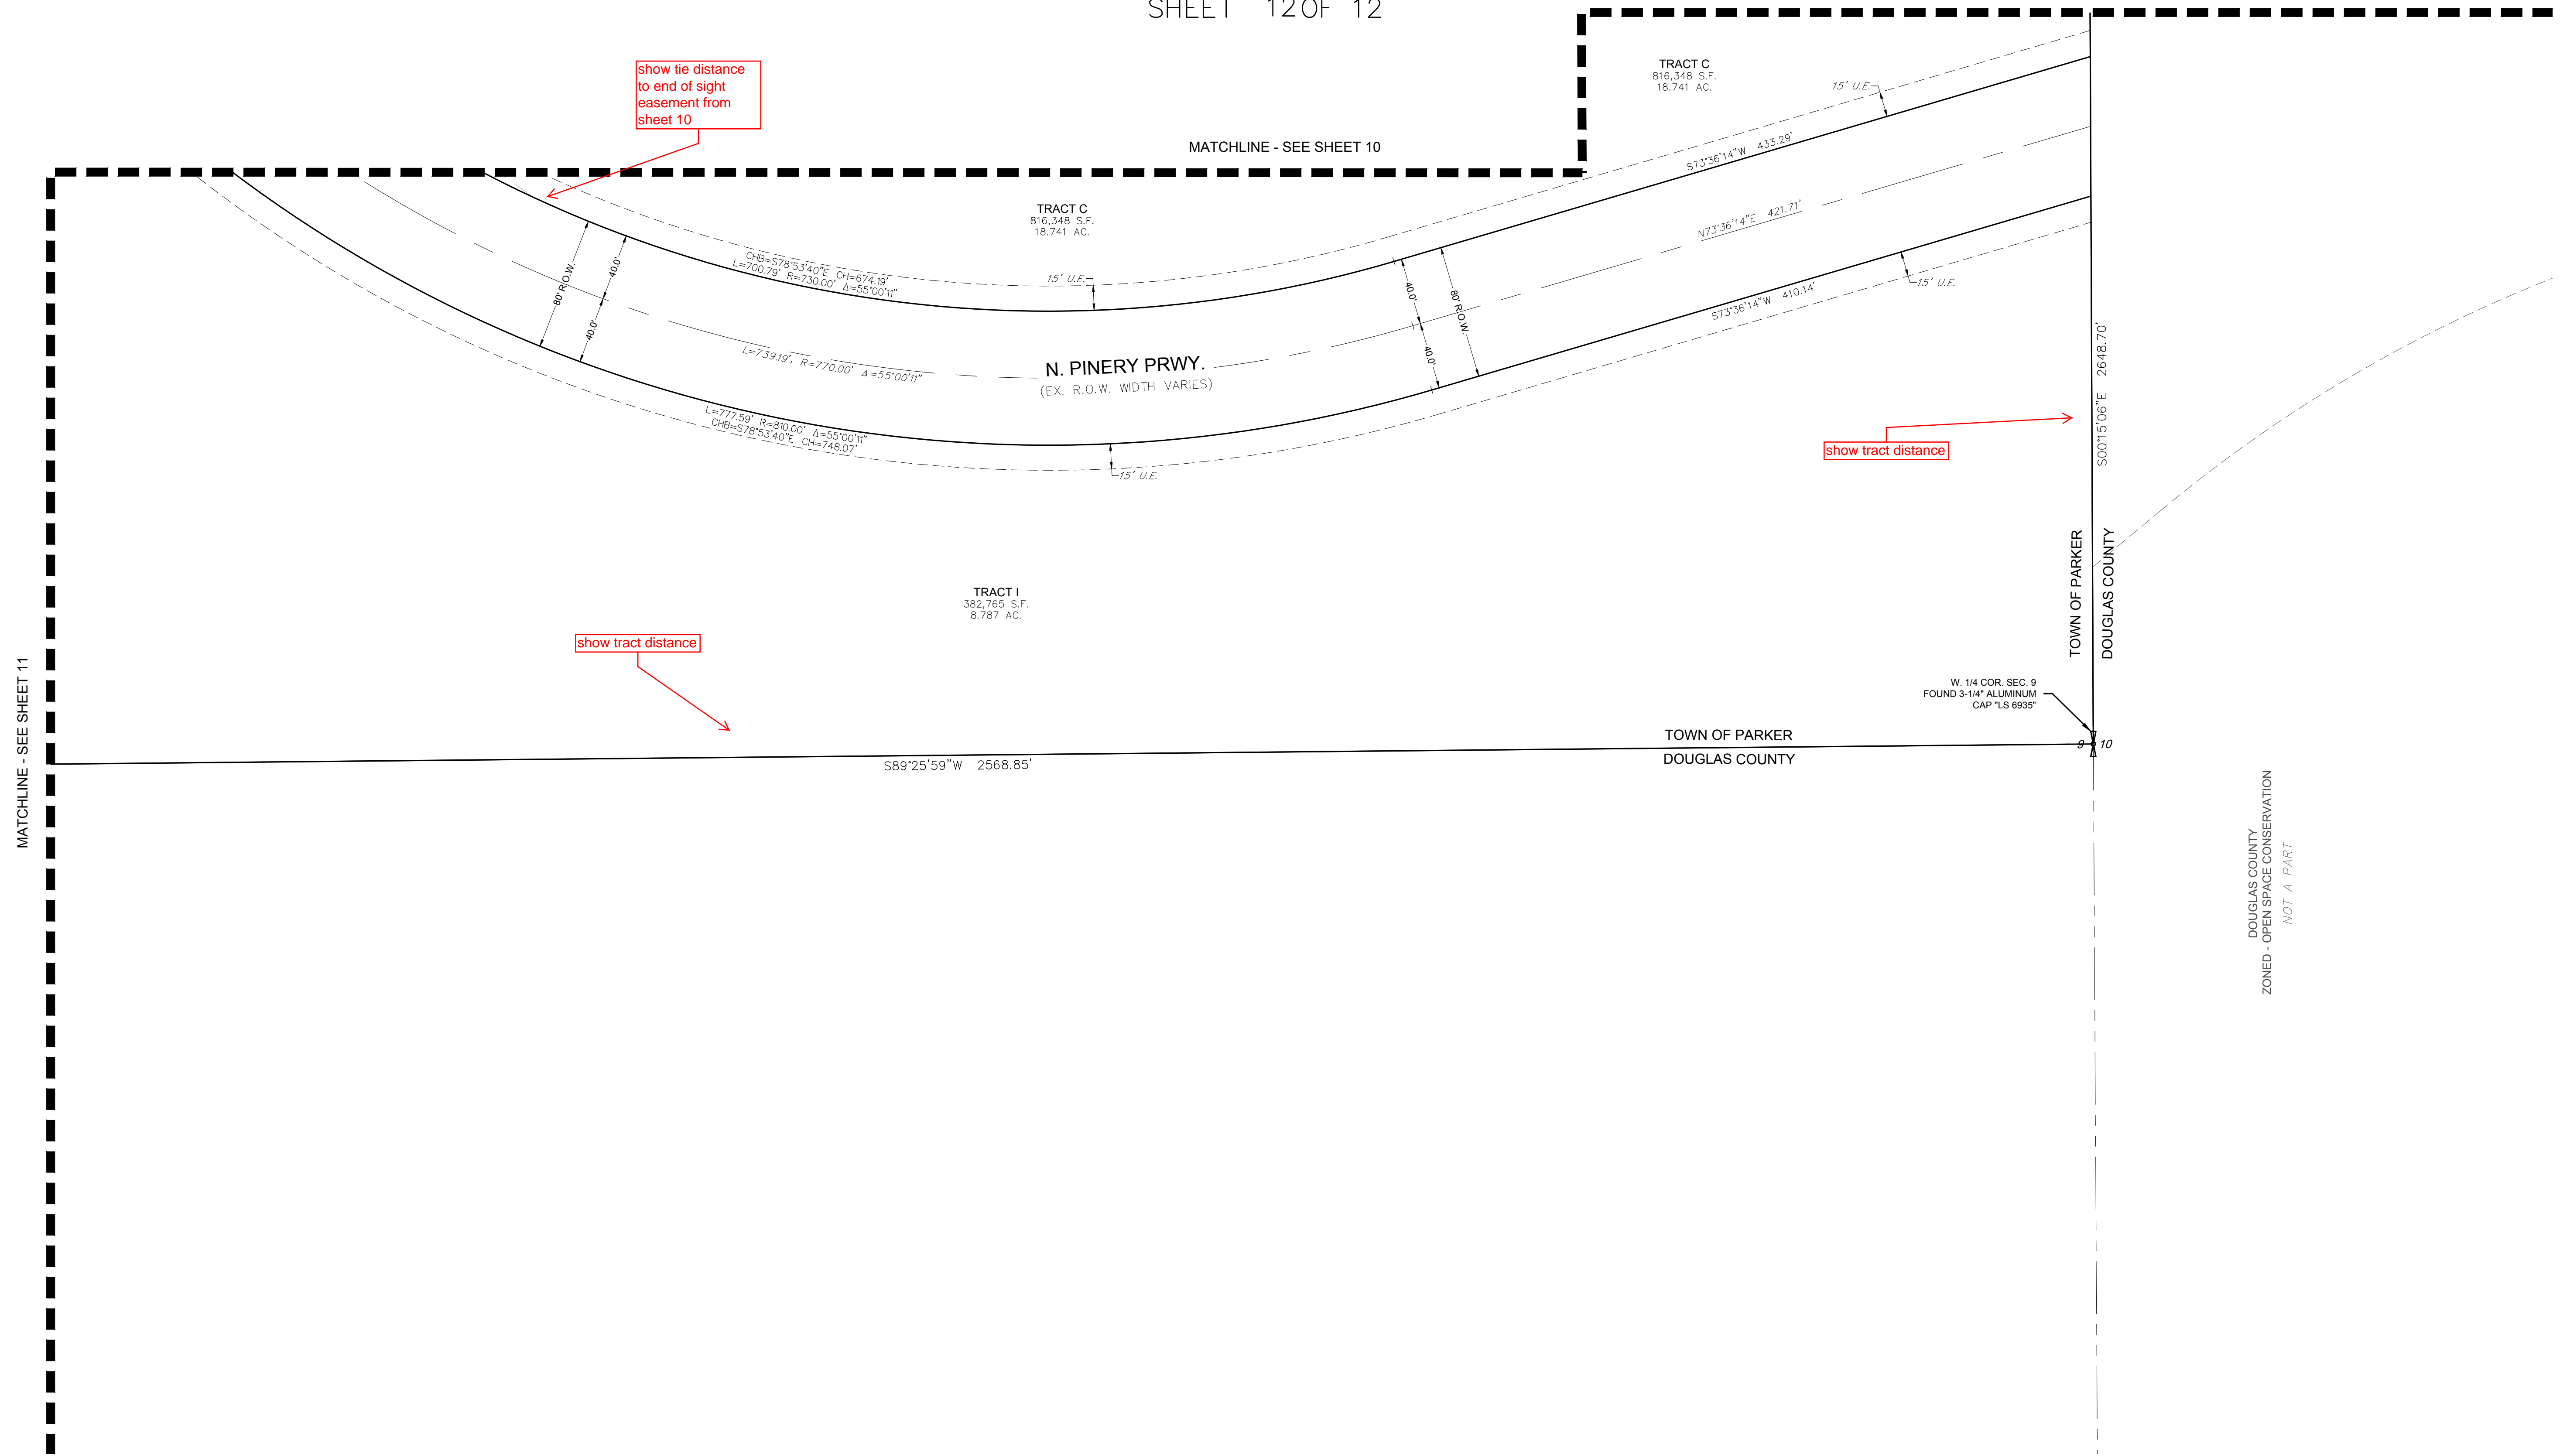 SHEET 12 OF 12
show tie distance
to end of sight
easement from
sheet 10
TRACT C
816,348 S.F.
18.741 AC.
15' U.E.
MATCHLINE - SEE SHEET 10
S73°36'14"W 433.29'
TRACT C
816,348 S.F.
18.741 AC.
N73°36'14"E 421.71'
80' R.O.W.
40.0'
40.0'
CHB=S78°53'40"E CH=674.19'
L=700.79' R=730.00' Δ=55°00'11"
15' U.E.
40.0'
80' R.O.W.
40.0'
15' U.E.
S73°36'14"W 410.14'
L=739.19', R=770.00' Δ=55°00'11"
N. PINERY PRWY.
(EX. R.O.W. WIDTH VARIES)
L=777.59' R=810.00' Δ=55°00'11"
CHB=S78°53'40"E CH=748.07'
15' U.E.
show tract distance
S00°15'06"E 2648.70'
TOWN OF PARKER
DOUGLAS COUNTY
TRACT I
382,765 S.F.
8.787 AC.
show tract distance
MATCHLINE - SEE SHEET 11
W. 1/4 COR. SEC. 9
FOUND 3-1/4" ALUMINUM
CAP "LS 6935"
TOWN OF PARKER
DOUGLAS COUNTY
9 10
S89°25'59"W 2568.85'
DOUGLAS COUNTY
ZONED - OPEN SPACE CONSERVATION
NOT A PART